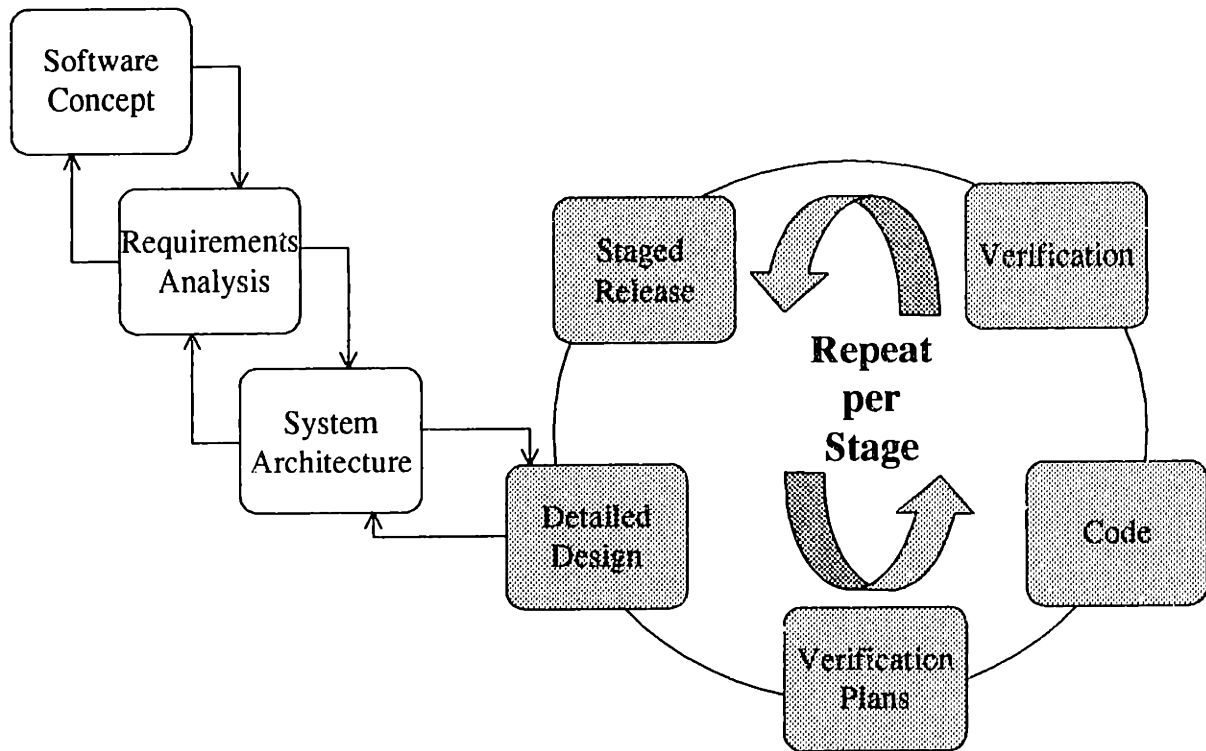 Software
Concept
Requirements
Analysis
System
Architecture
Detailed
Design
Verification
Plans
Code
Verification
Staged
Release
Repeat
per
Stage